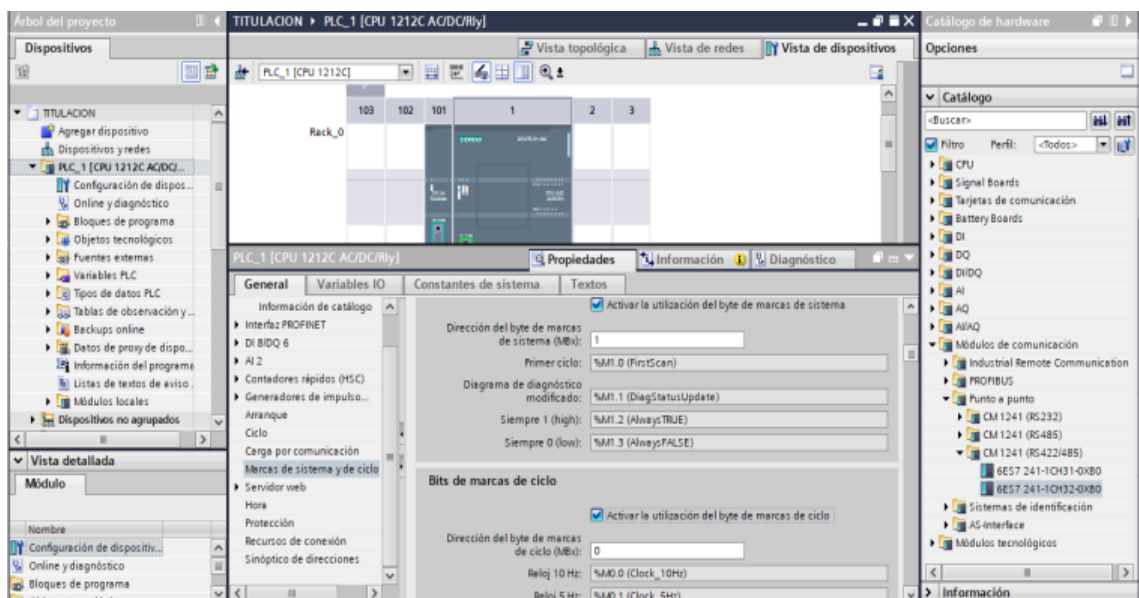 Árbol del proyecto
Dispositivos
TITULACION
Agregar dispositivo
Dispositivos y redes
PLC_1 [CPU 1212C AC/DC/...
Configuración de dispos...
Online y diagnóstico
Bloques de programa
Objetos tecnológicos
Fuentes externas
Variables PLC
Tipos de datos PLC
Tablas de observación y ...
Backups online
Datos de proxy de dispo...
Información del programa
Listas de textos de aviso
Módulos locales
Dispositivos no agrupados
Vista detallada
Módulo
Nombre
Configuración de dispositiv...
Online y diagnóstico
Bloques de programa
TITULACION PLC_1 [CPU 1212C AC/DC/Rly]
Vista topológica
Vista de redes
Vista de dispositivos
PLC_1 [CPU 1212C]
103 102 101 1 2 3
Rack_0
SIEMENS
PLC_1 [CPU 1212C AC/DC/Rly]
Propiedades
Información
Diagnóstico
General
Variables IO
Constantes de sistema
Textos
Información de catálogo
Interfaz PROFINET
DI 8/DQ 6
AI 2
Contadores rápidos (HSC)
Generadores de impulso...
Arranque
Ciclo
Carga por comunicación
Marcas de sistema y de ciclo
Servidor web
Hora
Protección
Recursos de conexión
Sinóptico de direcciones
Activar la utilización del byte de marcas de sistema
Dirección del byte de marcas
de sistema (MBx): 1
Primer ciclo: %M1.0 (FirstScan)
Diagrama de diagnóstico
modificado: %M1.1 (DiagStatusUpdate)
Siempre 1 (high): %M1.2 (AlwaysTRUE)
Siempre 0 (low): %M1.3 (AlwaysFALSE)
Bits de marcas de ciclo
Activar la utilización del byte de marcas de ciclo
Dirección del byte de marcas
de ciclo (MBx): 0
Reloj 10 Hz: %M0.0 (Clock_10Hz)
Reloj 5 Hz: %M0.1 (Clock_5Hz)
Catálogo de hardware
Opciones
Catálogo
<Buscar>
Filtro Perfil: <Todos>
CPU
Signal Boards
Tarjetas de comunicación
Battery Boards
DI
DQ
DI/DQ
AI
AQ
AI/AQ
Módulos de comunicación
Industrial Remote Communication
PROFIBUS
Punto a punto
CM 1241 (RS232)
CM 1241 (RS485)
CM 1241 (RS422/485)
6ES7 241-1CH31-0XB0
6ES7 241-1CH32-0XB0
Sistemas de identificación
AS-Interface
Módulos tecnológicos
Información